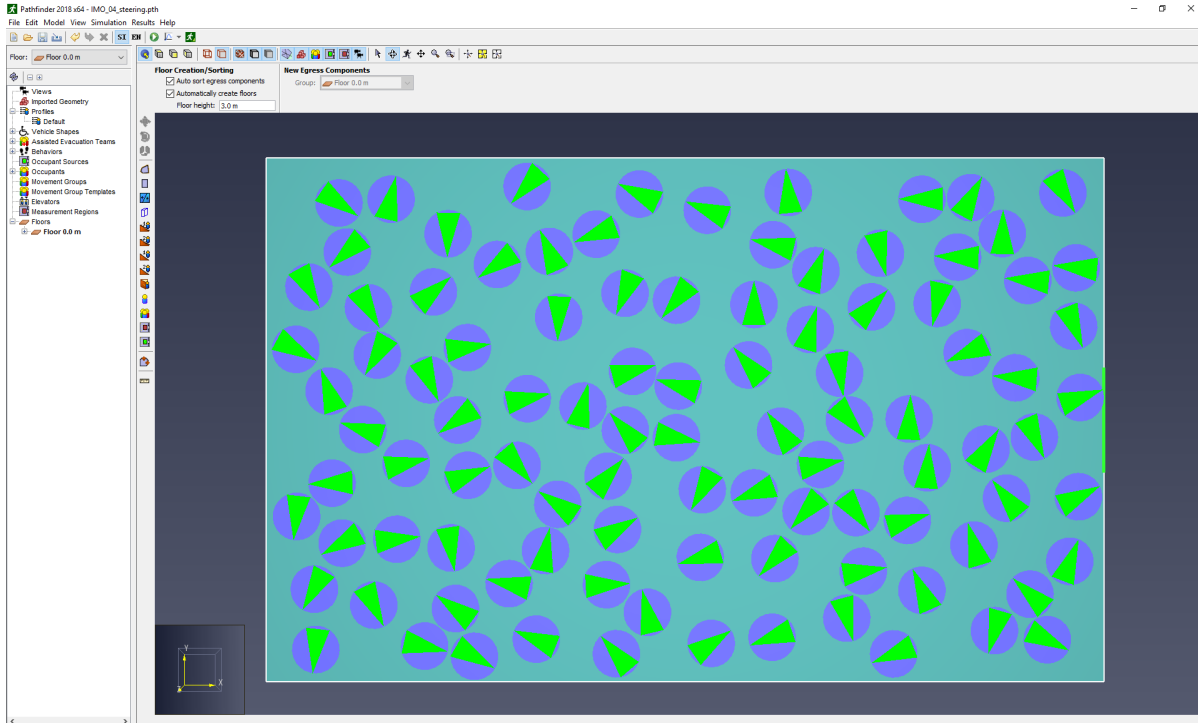 Pathfinder 2018 x64 - IMO_04_steering.pth
File Edit Model View Simulation Results Help
SI EN
Floor: Floor 0.0 m
Floor Creation/Sorting
Auto sort egress components
Automatically create floors
Floor height: 3.0 m
New Egress Components
Group: Floor 0.0 m
Views
Imported Geometry
Profiles
Default
Vehicle Shapes
Assisted Evacuation Teams
Behaviors
Occupant Sources
Occupants
Movement Groups
Movement Group Templates
Elevators
Measurement Regions
Floors
Floor 0.0 m
Y
X
Z